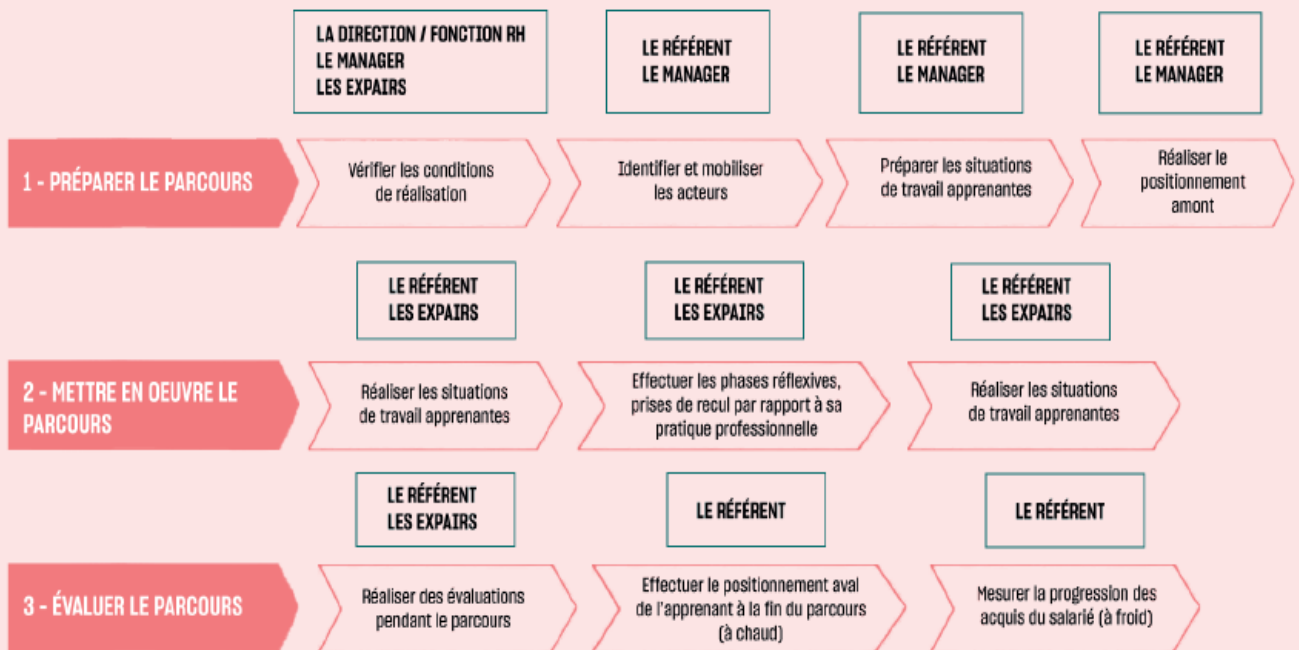 LA DIRECTION / FONCTION RH
LE MANAGER
LES EXPAIRS
LE RÉFÉRENT
LE MANAGER
LE RÉFÉRENT
LE MANAGER
LE RÉFÉRENT
LE MANAGER
1 - PRÉPARER LE PARCOURS
Vérifier les conditions
de réalisation
Identifier et mobiliser
les acteurs
Préparer les situations
de travail apprenantes
Réaliser le
positionnement
amont
LE RÉFÉRENT
LES EXPAIRS
LE RÉFÉRENT
LES EXPAIRS
LE RÉFÉRENT
LES EXPAIRS
2 - METTRE EN OEUVRE LE
PARCOURS
Réaliser les situations
de travail apprenantes
Effectuer les phases réflexives,
prises de recul par rapport à sa
pratique professionnelle
Réaliser les situations
de travail apprenantes
LE RÉFÉRENT
LES EXPAIRS
LE RÉFÉRENT
LE RÉFÉRENT
3 - ÉVALUER LE PARCOURS
Réaliser des évaluations
pendant le parcours
Effectuer le positionnement aval
de l'apprenant à la fin du parcours
(à chaud)
Mesurer la progression des
acquis du salarié (à froid)